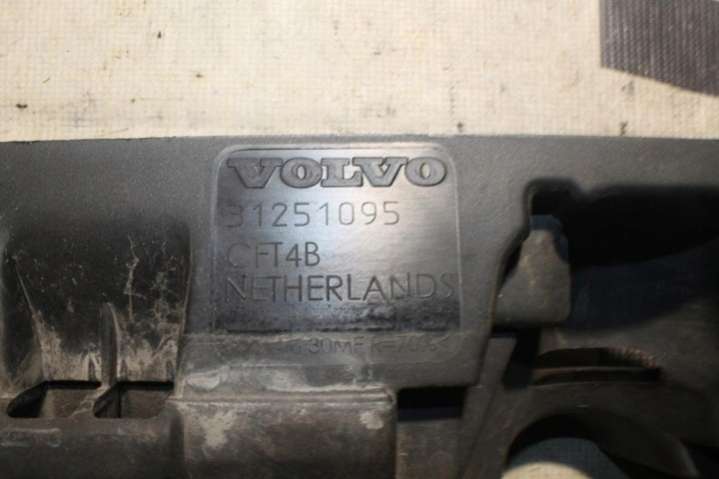 VOLVO
31251095
CFT4B
NETHERLANDS